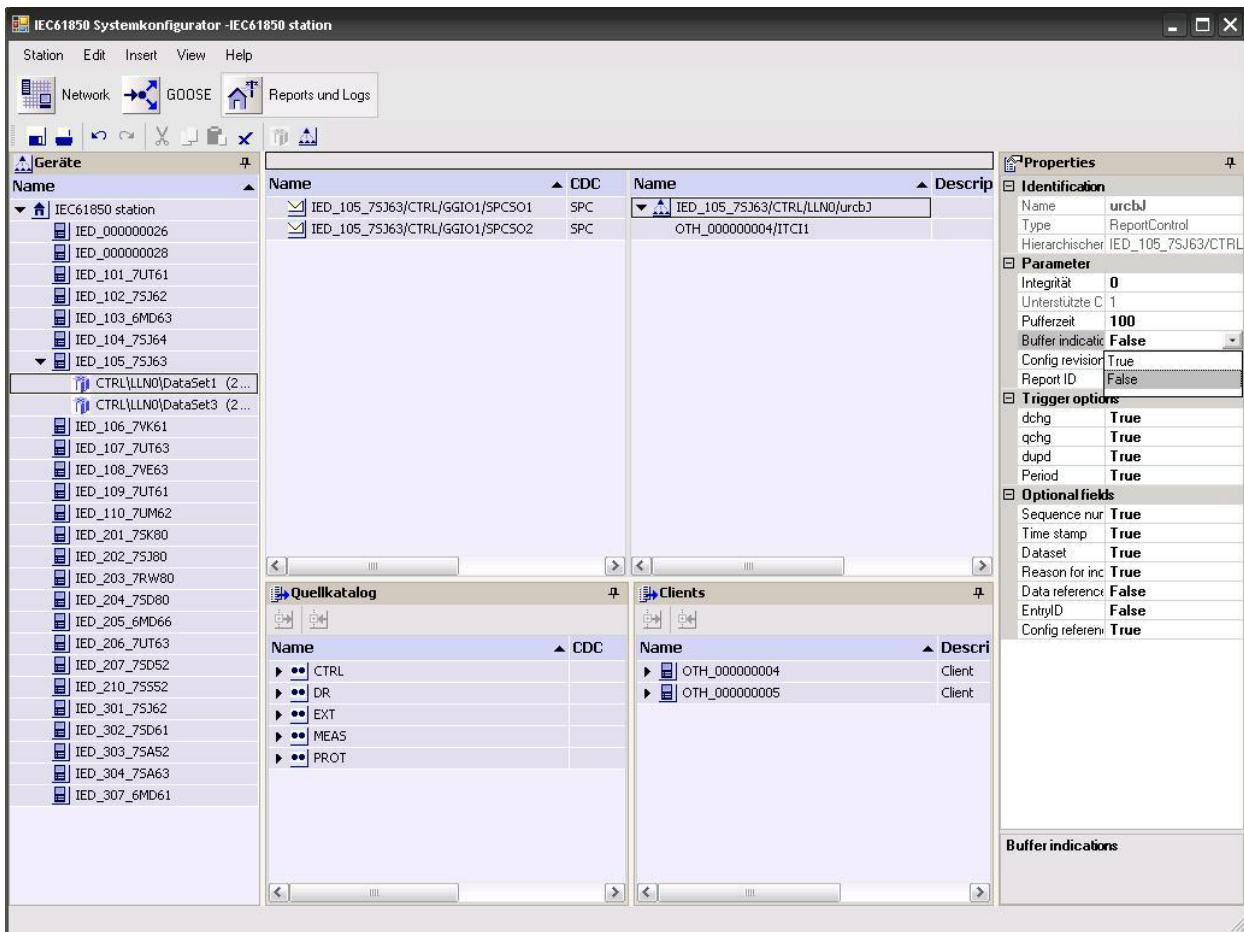 IEC61850 Systemkonfigurator -IEC61850 station
Station Edit Insert View Help
Network GOOSE Reports und Logs
Geräte
Name
IEC61850 station
IED_000000026
IED_000000028
IED_101_7UT61
IED_102_7SJ62
IED_103_6MD63
IED_104_7SJ64
IED_105_7SJ63
CTRL\LLN0\DataSet1 (2...
CTRL\LLN0\DataSet3 (2...
IED_106_7VK61
IED_107_7UT63
IED_108_7VE63
IED_109_7UT61
IED_110_7UM62
IED_201_7SK80
IED_202_7SJ80
IED_203_7RW80
IED_204_7SD80
IED_205_6MD66
IED_206_7UT63
IED_207_7SD52
IED_210_7SS52
IED_301_7SJ62
IED_302_7SD61
IED_303_7SA52
IED_304_7SA63
IED_307_6MD61
Name CDC
IED_105_7SJ63/CTRL/GGIO1/SPCSO1 SPC
IED_105_7SJ63/CTRL/GGIO1/SPCSO2 SPC
Name Descrip
IED_105_7SJ63/CTRL/LLN0/urcbJ
OTH_000000004/ITCI1
Quellkatalog
Name CDC
CTRL
DR
EXT
MEAS
PROT
Clients
Name Descri
OTH_000000004 Client
OTH_000000005 Client
Properties
Identification
Name urcbJ
Type ReportControl
Hierarchischer IED_105_7SJ63/CTRL
Parameter
Integrität 0
Unterstützte C 1
Pufferzeit 100
Buffer indicatic False
Config revision True
Report ID False
Trigger options
dchg True
qchg True
dupd True
Period True
Optional fields
Sequence nur True
Time stamp True
Dataset True
Reason for inc True
Data reference False
EntryID False
Config referen True
Buffer indications